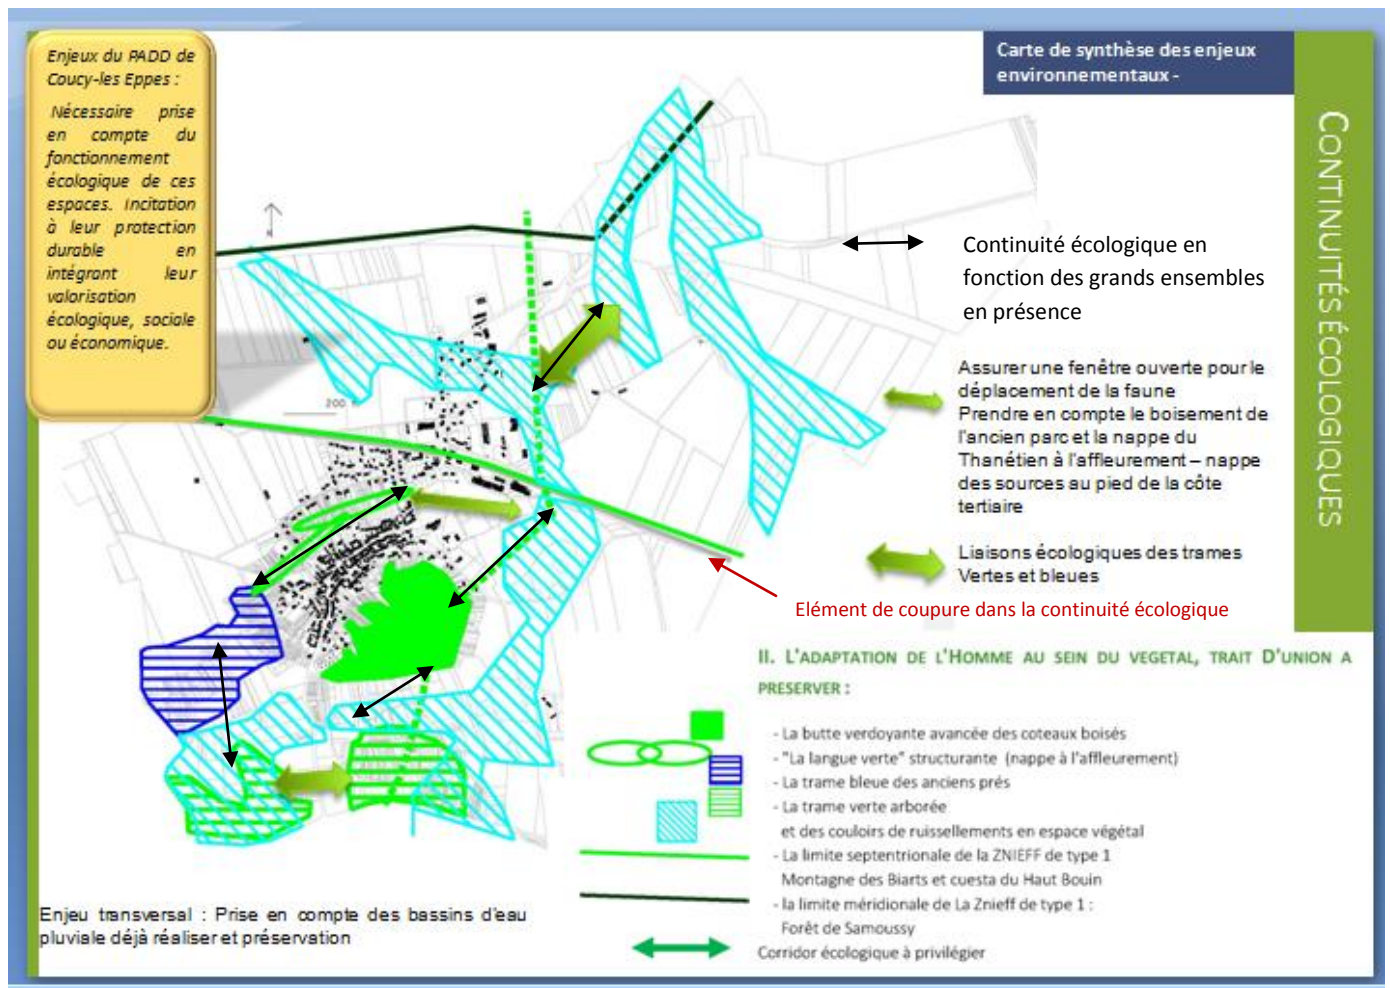 Enjeux du PADD de
Coucy-les Eppes :
Nécessaire prise
en compte du
fonctionnement
écologique de ces
espaces. Incitation
à leur protection
durable en
intégrant leur
valorisation
écologique, sociale
ou économique.
Carte de synthèse des enjeux
environnementaux -
CONTINUITÉS ÉCOLOGIQUES
Continuité écologique en
fonction des grands ensembles
en présence
Assurer une fenêtre ouverte pour le
déplacement de la faune
Prendre en compte le boisement de
l'ancien parc et la nappe du
Thanétien à l'affleurement – nappe
des sources au pied de la côte
tertiaire
Liaisons écologiques des trames
Vertes et bleues
Elément de coupure dans la continuité écologique
200
II. L'ADAPTATION DE L'HOMME AU SEIN DU VEGETAL, TRAIT D'UNION A
PRESERVER :
- La butte verdoyante avancée des coteaux boisés
- "La langue verte" structurante (nappe à l'affleurement)
- La trame bleue des anciens prés
- La trame verte arborée
et des couloirs de ruissellements en espace végétal
- La limite septentrionale de la ZNIEFF de type 1
Montagne des Biarts et cuesta du Haut Bouin
- la limite méridionale de La Znieff de type 1 :
Forêt de Samoussy
Corridor écologique à privilégier
Enjeu transversal : Prise en compte des bassins d'eau
pluviale déjà réaliser et préservation